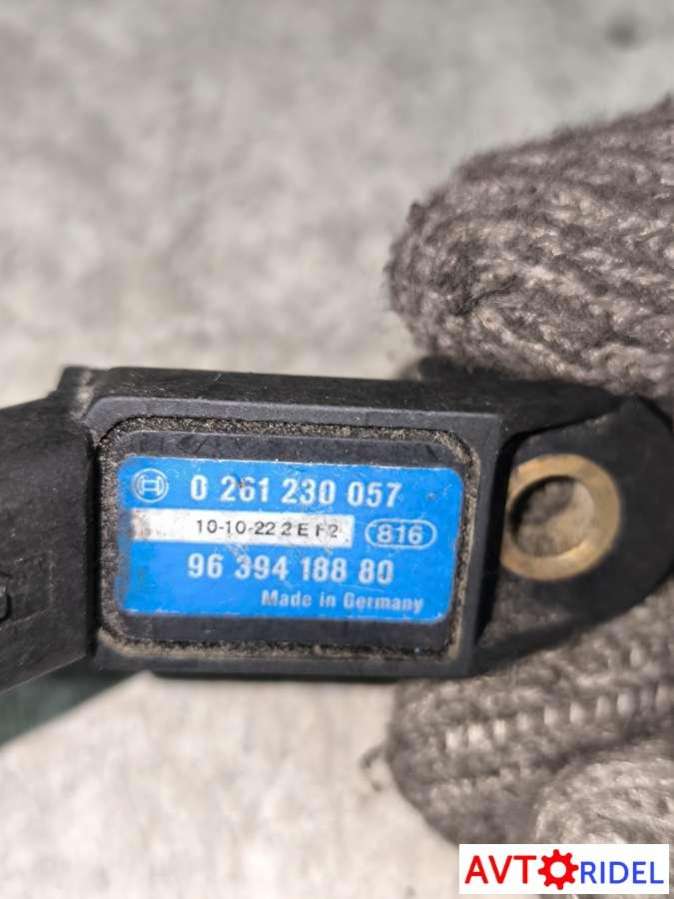 0 261 230 057
10-10-22 2 E F2 816
96 394 188 80
Made in Germany
AVTORIDEL